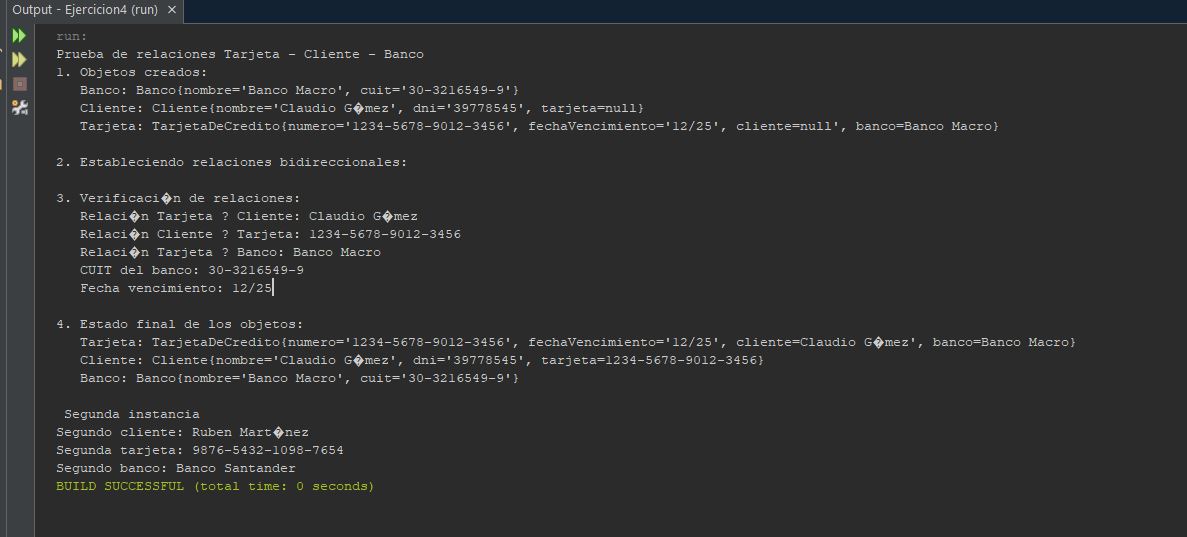 Output - Ejercicion4 (run) ×
run:
Prueba de relaciones Tarjeta - Cliente - Banco
1. Objetos creados:
   Banco: Banco{nombre='Banco Macro', cuit='30-3216549-9'}
   Cliente: Cliente{nombre='Claudio G�mez', dni='39778545', tarjeta=null}
   Tarjeta: TarjetaDeCredito{numero='1234-5678-9012-3456', fechaVencimiento='12/25', cliente=null', banco=Banco Macro}

2. Estableciendo relaciones bidireccionales:

3. Verificaci�n de relaciones:
   Relaci�n Tarjeta ? Cliente: Claudio G�mez
   Relaci�n Cliente ? Tarjeta: 1234-5678-9012-3456
   Relaci�n Tarjeta ? Banco: Banco Macro
   CUIT del banco: 30-3216549-9
   Fecha vencimiento: 12/25

4. Estado final de los objetos:
   Tarjeta: TarjetaDeCredito{numero='1234-5678-9012-3456', fechaVencimiento='12/25', cliente=Claudio G�mez', banco=Banco Macro}
   Cliente: Cliente{nombre='Claudio G�mez', dni='39778545', tarjeta=1234-5678-9012-3456}
   Banco: Banco{nombre='Banco Macro', cuit='30-3216549-9'}

 Segunda instancia
Segundo cliente: Ruben Mart�nez
Segunda tarjeta: 9876-5432-1098-7654
Segundo banco: Banco Santander
BUILD SUCCESSFUL (total time: 0 seconds)